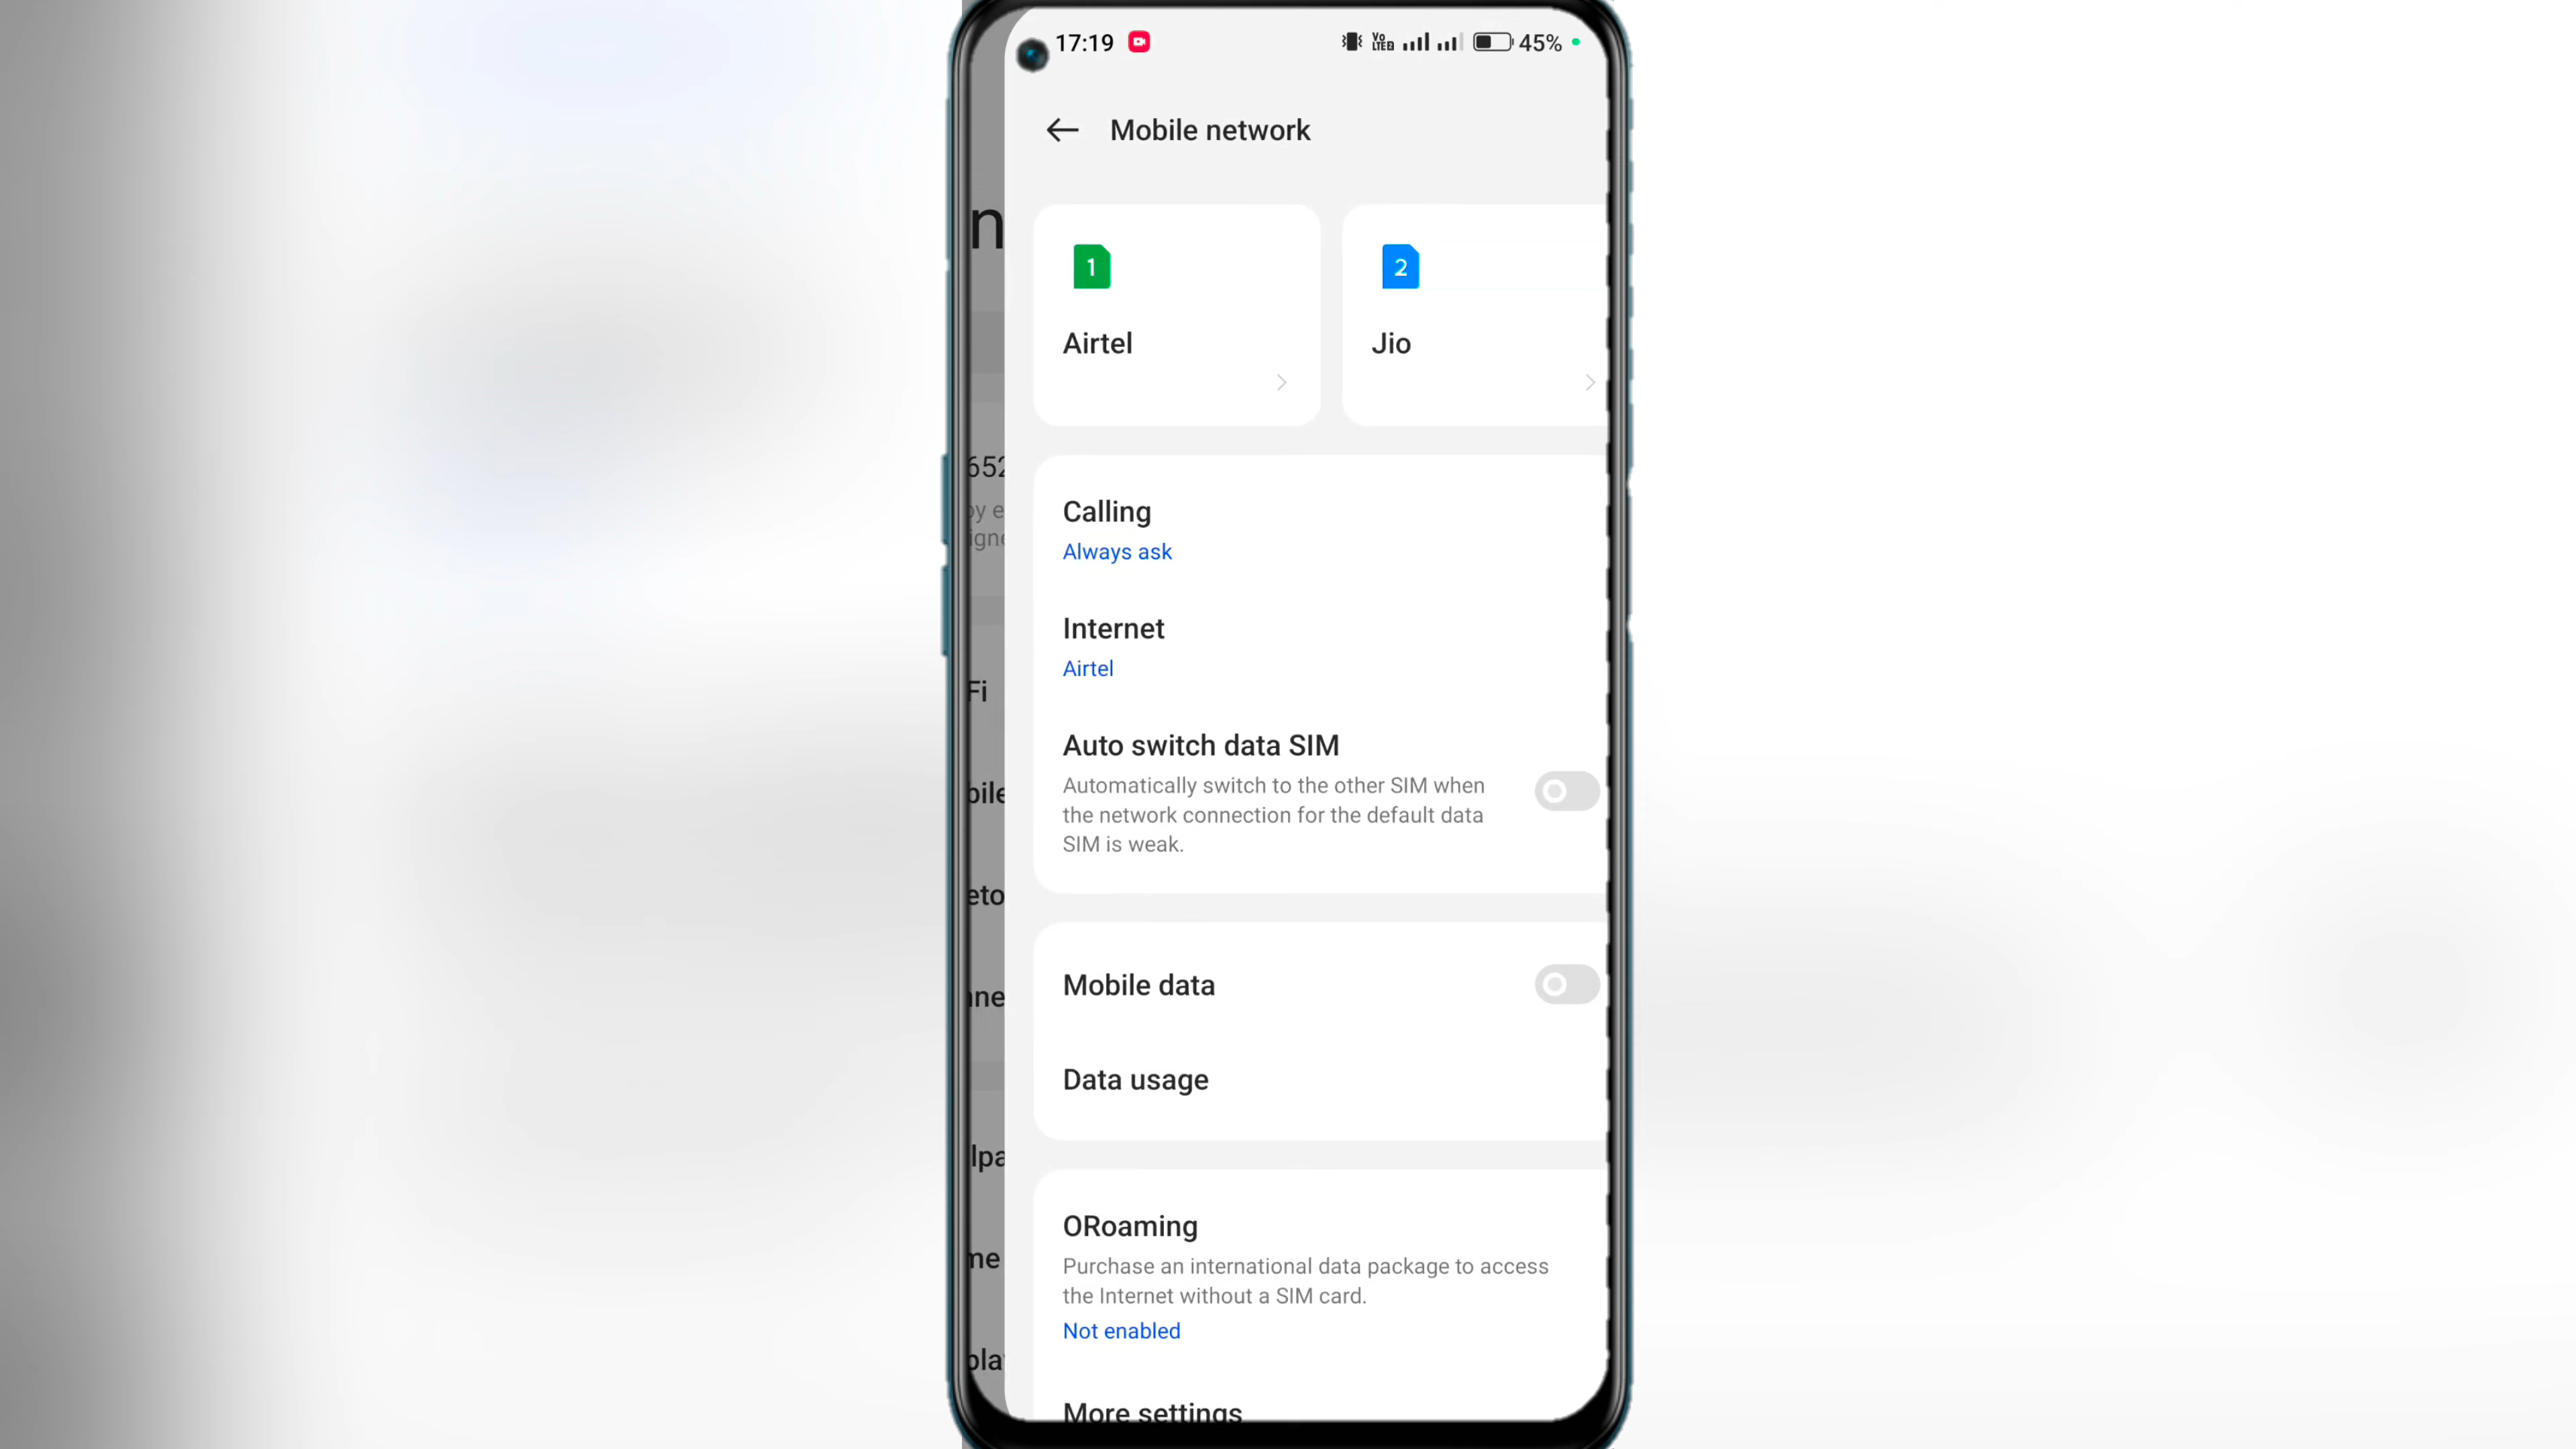 17:19
Vo
LTE2
45%
Mobile network
1
2
Airtel
Jio
Calling
Always ask
Internet
Airtel
Auto switch data SIM
Automatically switch to the other SIM when
the network connection for the default data
SIM is weak.
Mobile data
Data usage
ORoaming
Purchase an international data package to access
the Internet without a SIM card.
Not enabled
More settings